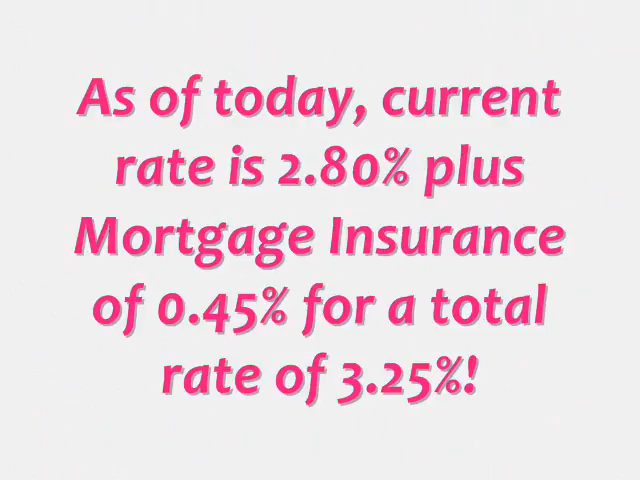 As of today, current
rate is 2.80% plus
Mortgage Insurance
of 0.45% for a total
rate of 3.25%!